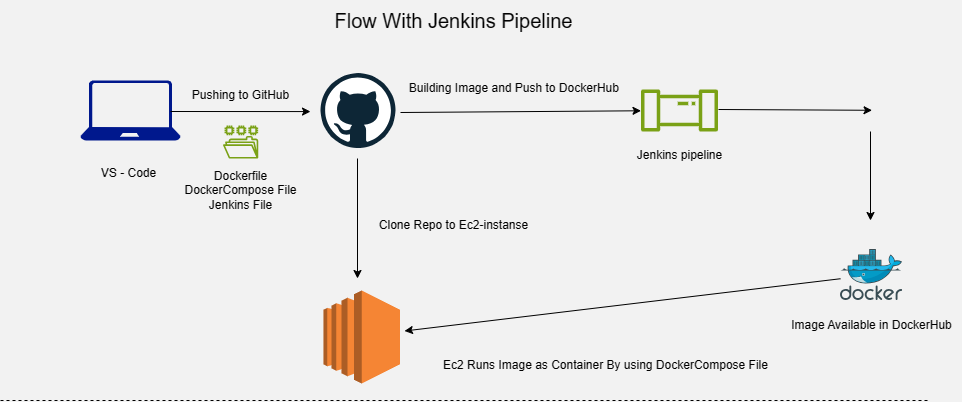 Flow With Jenkins Pipeline
Pushing to GitHub
Building Image and Push to DockerHub
VS - Code
Dockerfile
DockerCompose File
Jenkins File
Jenkins pipeline
Clone Repo to Ec2-instanse
docker
Image Available in DockerHub
Ec2 Runs Image as Container By using DockerCompose File